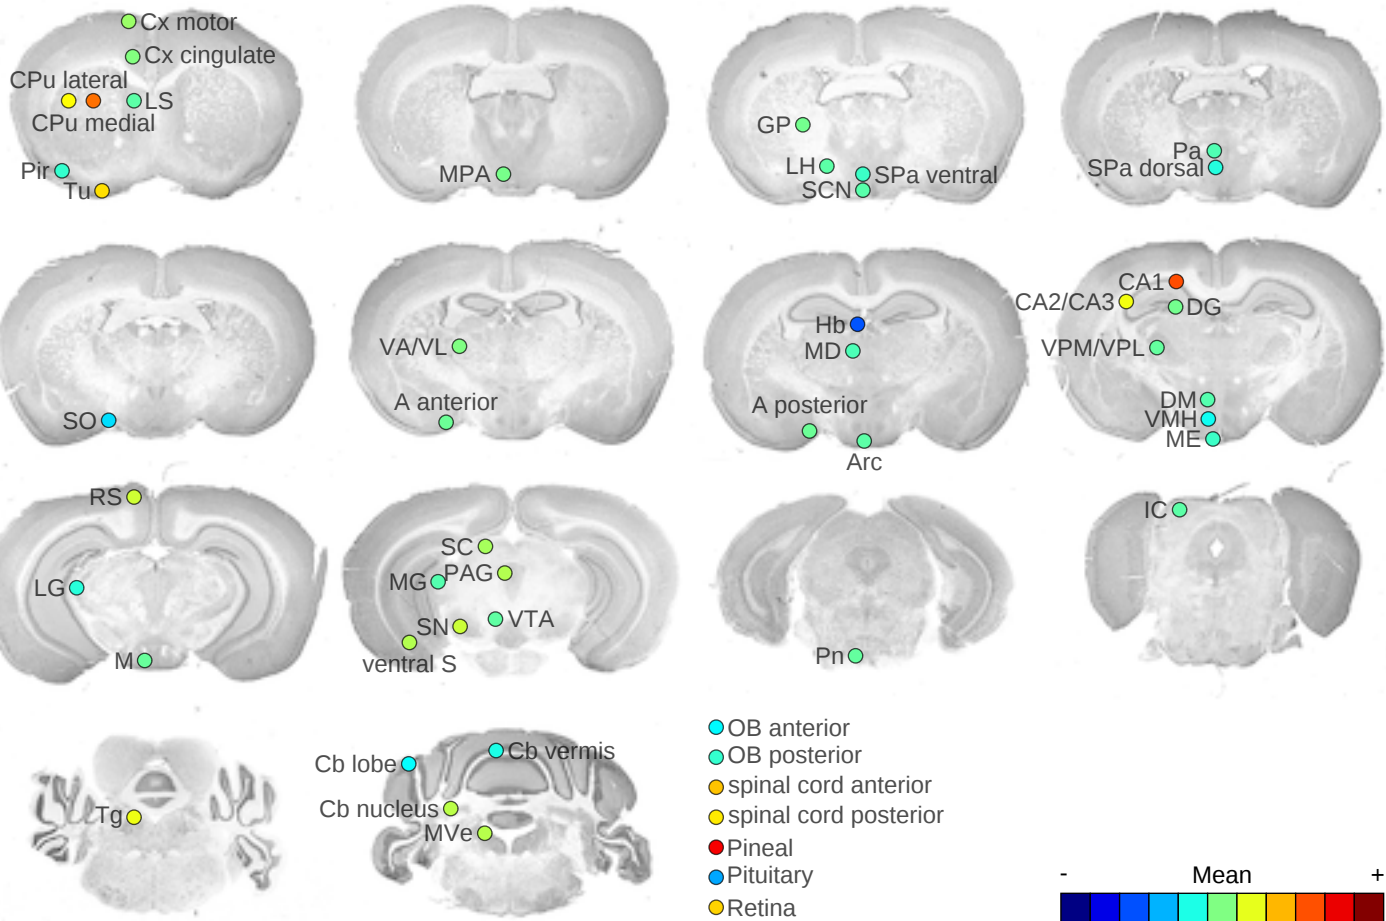 Cx motor
Cx cingulate
CPu lateral
LS
CPu medial
Pir
Tu
MPA
GP
LH
SPa ventral
SCN
Pa
SPa dorsal
SO
VA/VL
A anterior
Hb
MD
A posterior
Arc
CA1
CA2/CA3
DG
VPM/VPL
DM
VMH
ME
RS
LG
M
SC
MG
PAG
SN
VTA
ventral S
Pn
IC
Tg
Cb lobe
Cb vermis
Cb nucleus
MVe
OB anterior
OB posterior
spinal cord anterior
spinal cord posterior
Pineal
Pituitary
Retina
- Mean +